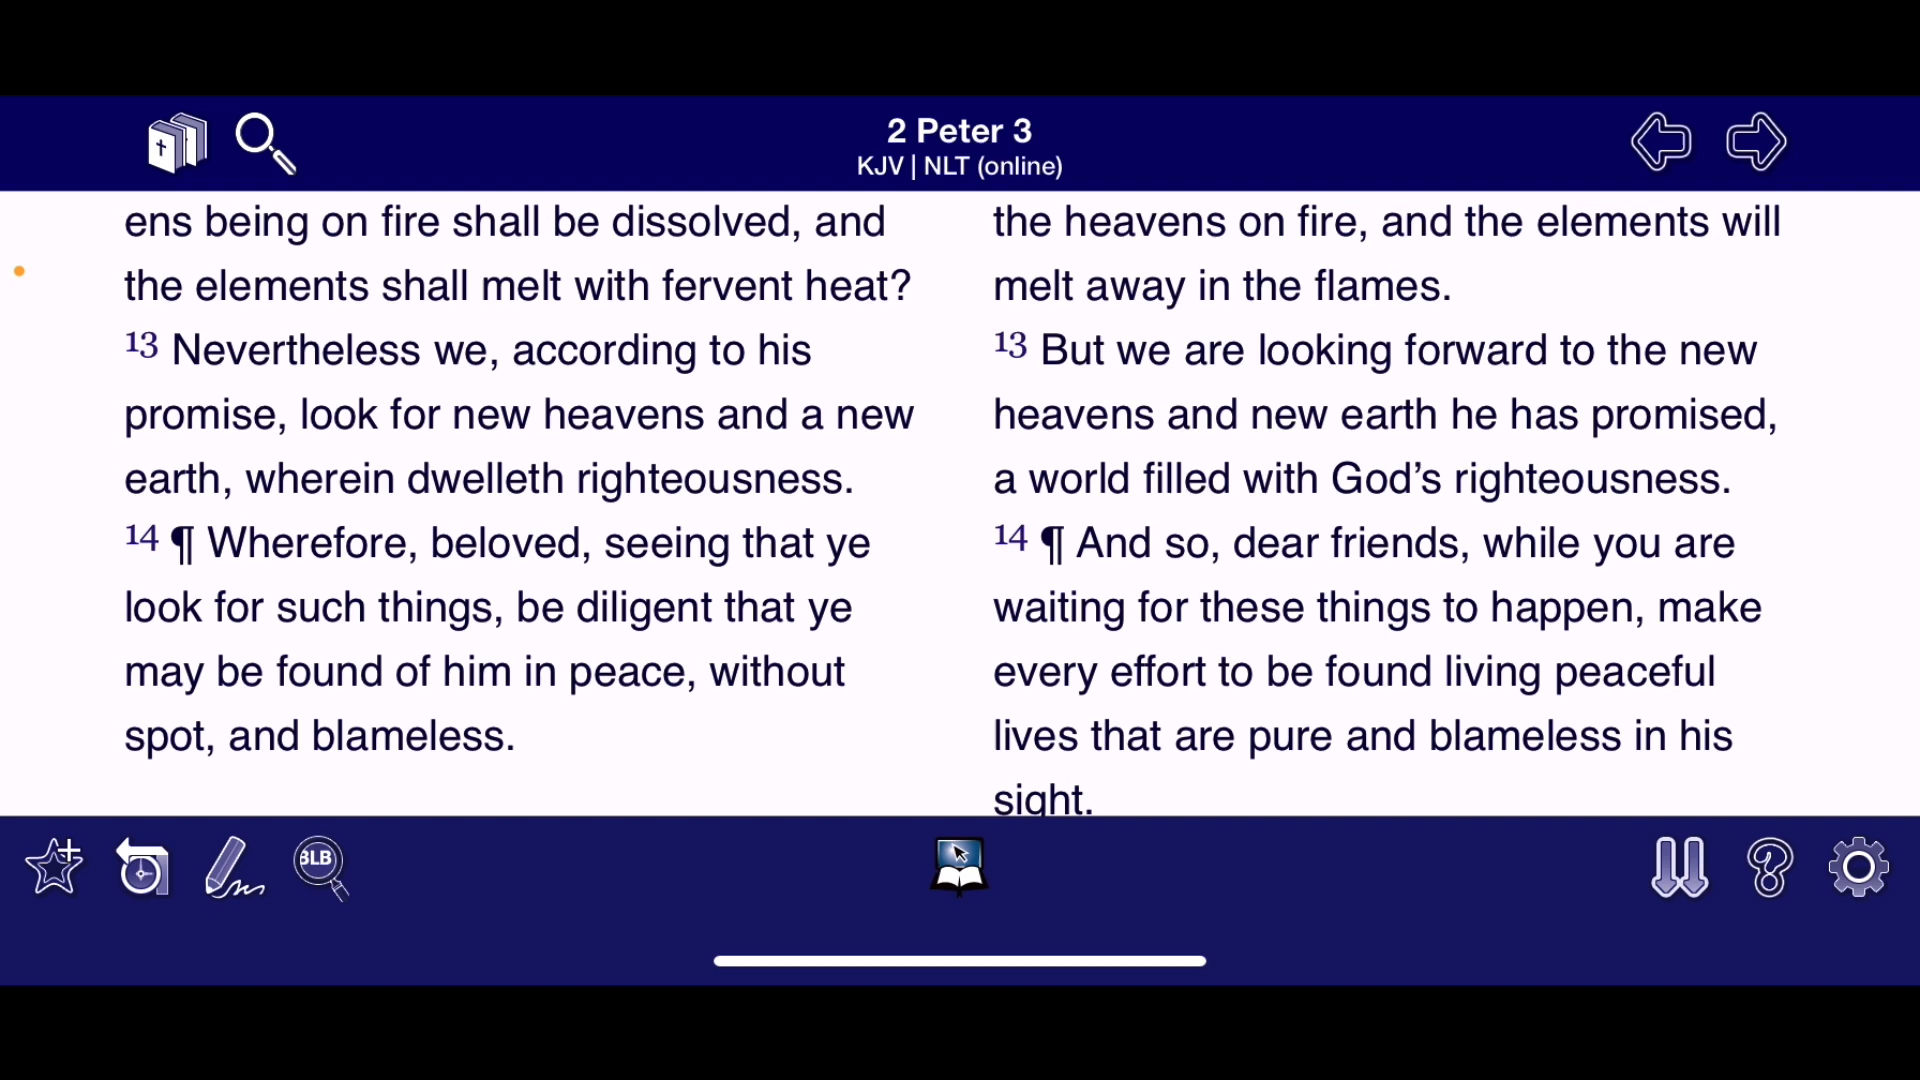 2 Peter 3
KJV | NLT (online)
ens being on fire shall be dissolved, and
the elements shall melt with fervent heat?
13 Nevertheless we, according to his
promise, look for new heavens and a new
earth, wherein dwelleth righteousness.
14 ¶ Wherefore, beloved, seeing that ye
look for such things, be diligent that ye
may be found of him in peace, without
spot, and blameless.
the heavens on fire, and the elements will
melt away in the flames.
13 But we are looking forward to the new
heavens and new earth he has promised,
a world filled with God’s righteousness.
14 ¶ And so, dear friends, while you are
waiting for these things to happen, make
every effort to be found living peaceful
lives that are pure and blameless in his
sight.
BLB